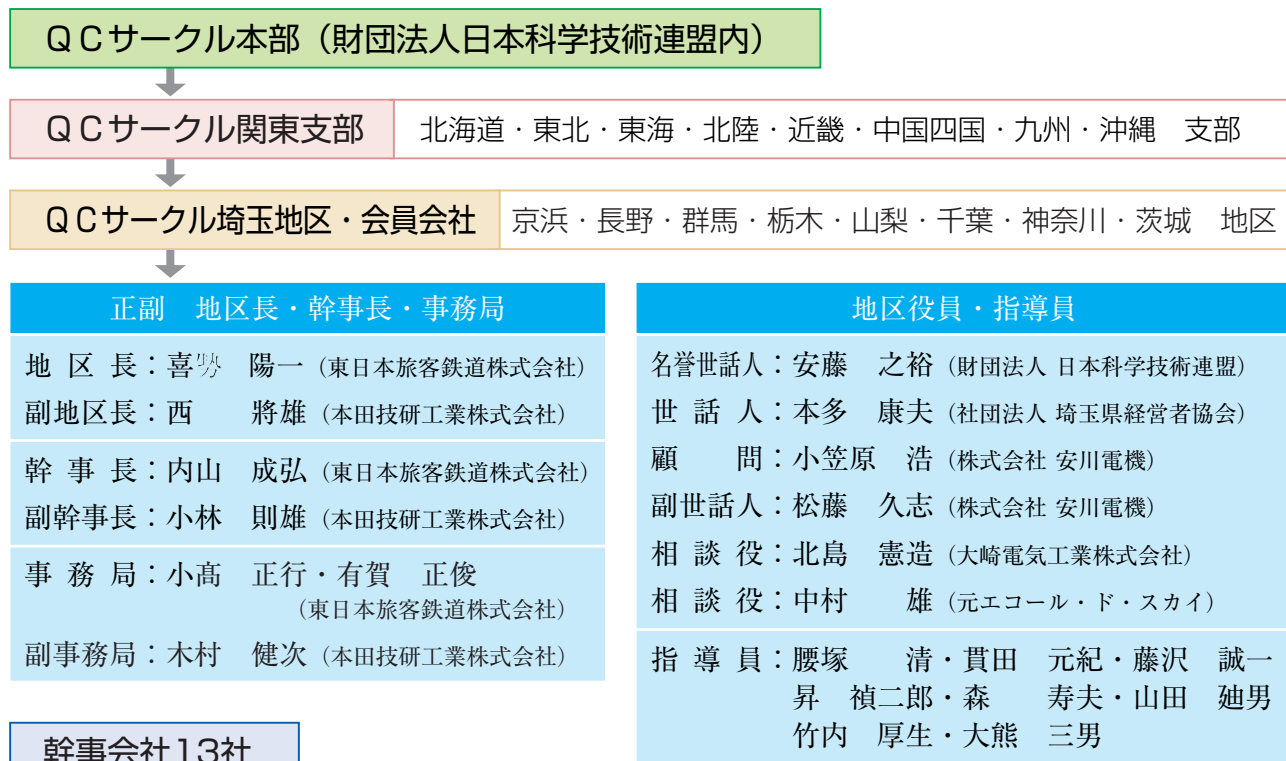 ＱＣサークル本部（財団法人日本科学技術連盟内）
ＱＣサークル関東支部
北海道・東北・東海・北陸・近畿・中国四国・九州・沖縄　支部
ＱＣサークル埼玉地区・会員会社
京浜・長野・群馬・栃木・山梨・千葉・神奈川・茨城　地区
正副　地区長・幹事長・事務局
地 区 長：喜㔟　陽一（東日本旅客鉄道株式会社）
副地区長：西　　將雄（本田技研工業株式会社）
幹 事 長：内山　成弘（東日本旅客鉄道株式会社）
副幹事長：小林　則雄（本田技研工業株式会社）
事 務 局：小髙　正行・有賀　正俊
（東日本旅客鉄道株式会社）
副事務局：木村　健次（本田技研工業株式会社）
地区役員・指導員
名誉世話人：安藤　之裕（財団法人 日本科学技術連盟）
世 話 人：本多　康夫（社団法人 埼玉県経営者協会）
顧　　問：小笠原　浩（株式会社 安川電機）
副世話人：松藤　久志（株式会社 安川電機）
相 談 役：北島　憲造（大崎電気工業株式会社）
相 談 役：中村　　雄（元エコール・ド・スカイ）
指 導 員：腰塚　　清・貫田　元紀・藤沢　誠一
昇　禎二郎・森　　寿夫・山田　廸男
竹内　厚生・大熊　三男
幹事会社13社